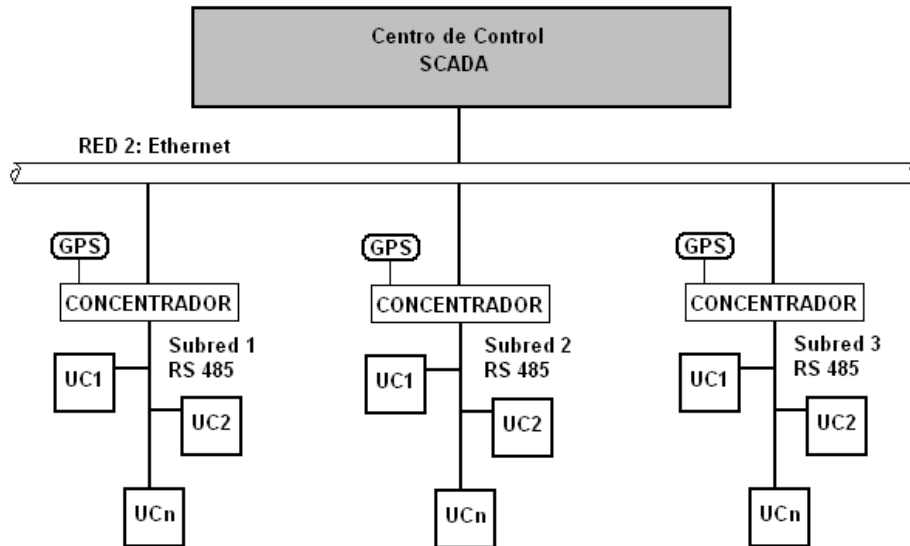 Centro de Control
SCADA
RED 2: Ethernet
GPS
GPS
GPS
CONCENTRADOR
CONCENTRADOR
CONCENTRADOR
Subred 1
RS 485
Subred 2
RS 485
Subred 3
RS 485
UC1
UC1
UC1
UC2
UC2
UC2
UCn
UCn
UCn